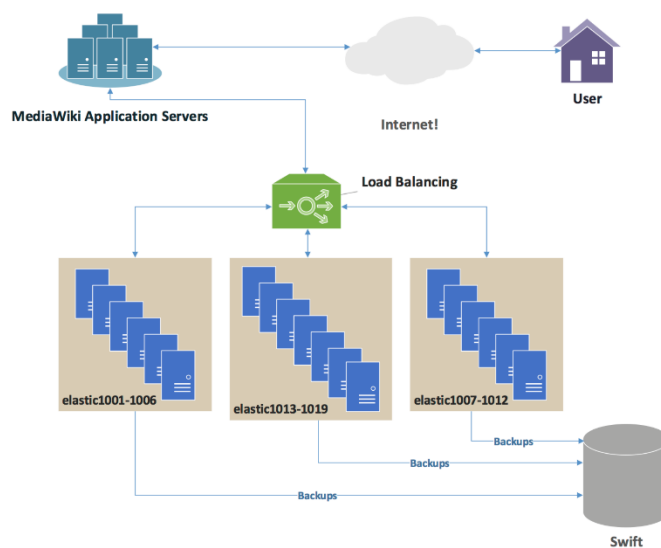 MediaWiki Application Servers
User
Internet!
Load Balancing
elastic1001-1006
elastic1013-1019
elastic1007-1012
Backups
Backups
Backups
Swift